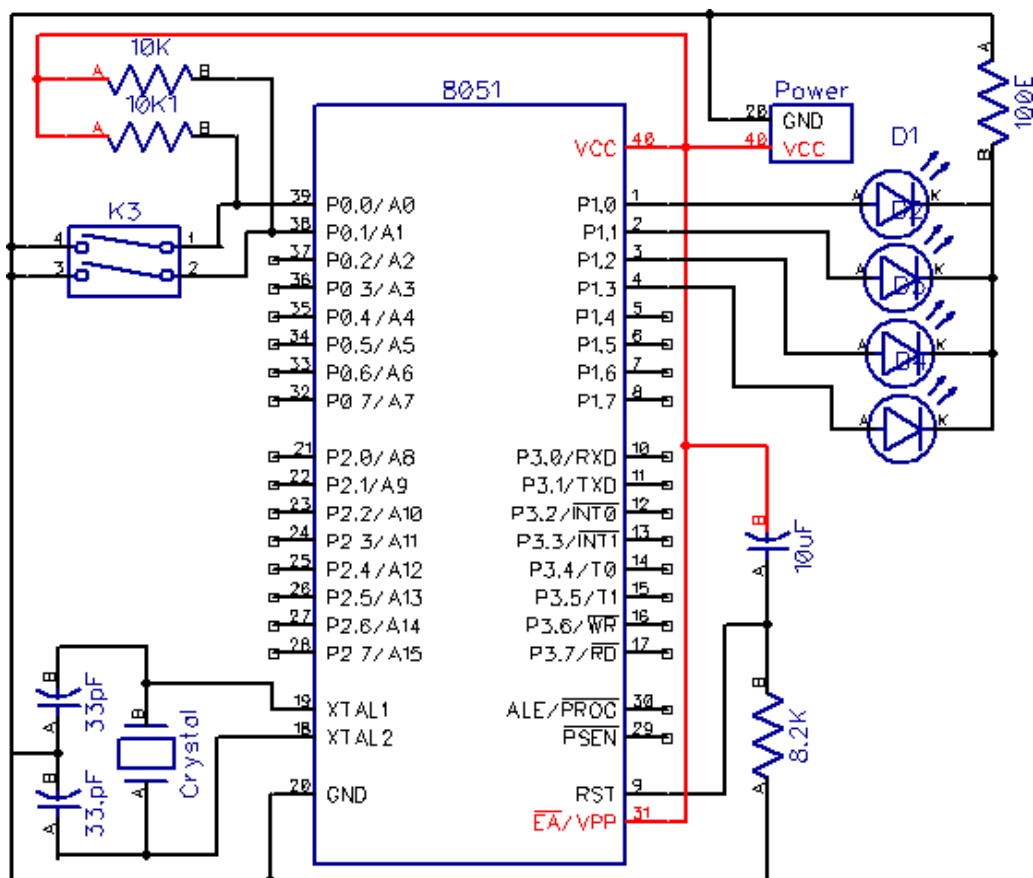 10K
A B
10K1
A B
8051
Power
20 GND
40 VCC
A
100E
B
VCC 40
D1
K3
4 1
3 2
39 P0.0/A0
38 P0.1/A1
37 P0.2/A2
36 P0 3/A3
35 P0.4/A4
34 P0.5/A5
33 P0.6/A6
32 P0 7/A7
21 P2.0/A8
22 P2.1/A9
23 P2.2/A10
24 P2 3/A11
25 P2.4/A12
26 P2.5/A13
27 P2.6/A14
28 P2 7/A15
19 XTAL1
18 XTAL2
20 GND
P1.0 1
P1.1 2
P1.2 3
P1.3 4
P1.4 5
P1.5 6
P1.6 7
P1.7 8
P3.0/RXD 10
P3.1/TXD 11
P3.2/INT0 12
P3.3/INT1 13
P3.4/T0 14
P3.5/T1 15
P3.6/WR 16
P3.7/RD 17
ALE/PROG 30
PSEN 29
RST 9
EA/VPP 31
A K
D2
A K
D3
A K
D4
A K
B
10uF
A
B
8.2K
A
B
33pF
A
B
33.pF
A
B
Crystal
A